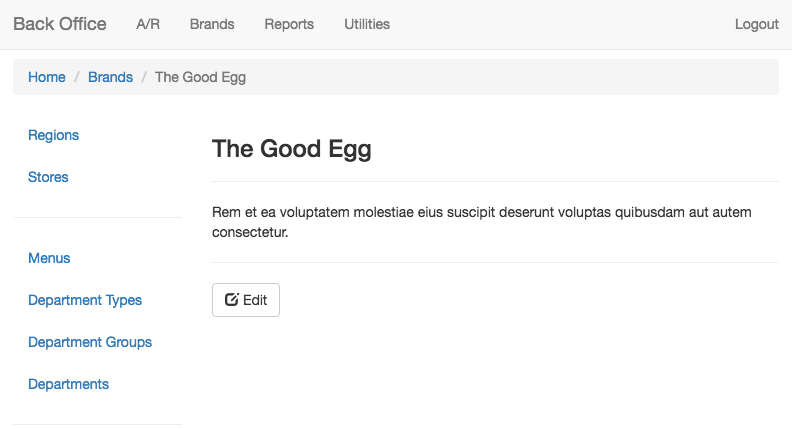 Back Office A/R Brands Reports Utilities Logout
Home / Brands / The Good Egg
Regions
Stores
Menus
Department Types
Department Groups
Departments
The Good Egg
Rem et ea voluptatem molestiae eius suscipit deserunt voluptas quibusdam aut autem
consectetur.
Edit